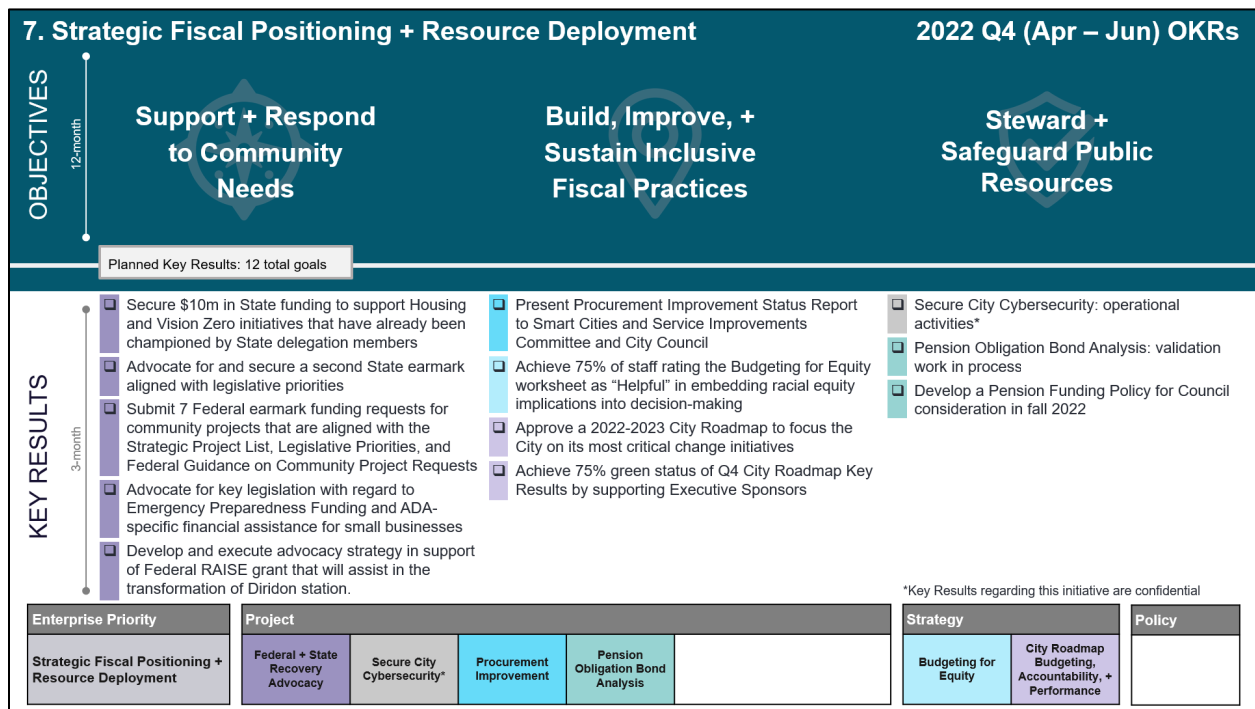 7. Strategic Fiscal Positioning + Resource Deployment
2022 Q4 (Apr – Jun) OKRs
OBJECTIVES
12-month
Support + Respond
to Community
Needs
Build, Improve, +
Sustain Inclusive
Fiscal Practices
Steward +
Safeguard Public
Resources
Planned Key Results: 12 total goals
KEY RESULTS
3-month
❑ Secure $10m in State funding to support Housing
and Vision Zero initiatives that have already been
championed by State delegation members
❑ Advocate for and secure a second State earmark
aligned with legislative priorities
❑ Submit 7 Federal earmark funding requests for
community projects that are aligned with the
Strategic Project List, Legislative Priorities, and
Federal Guidance on Community Project Requests
❑ Advocate for key legislation with regard to
Emergency Preparedness Funding and ADA-
specific financial assistance for small businesses
❑ Develop and execute advocacy strategy in support
of Federal RAISE grant that will assist in the
transformation of Diridon station.
❑ Present Procurement Improvement Status Report
to Smart Cities and Service Improvements
Committee and City Council
❑ Achieve 75% of staff rating the Budgeting for Equity
worksheet as “Helpful” in embedding racial equity
implications into decision-making
❑ Approve a 2022-2023 City Roadmap to focus the
City on its most critical change initiatives
❑ Achieve 75% green status of Q4 City Roadmap Key
Results by supporting Executive Sponsors
❑ Secure City Cybersecurity: operational
activities*
❑ Pension Obligation Bond Analysis: validation
work in process
❑ Develop a Pension Funding Policy for Council
consideration in fall 2022
*Key Results regarding this initiative are confidential
Enterprise Priority
Strategic Fiscal Positioning +
Resource Deployment
Project
Federal + State
Recovery
Advocacy
Secure City
Cybersecurity*
Procurement
Improvement
Pension
Obligation Bond
Analysis
Strategy
Budgeting for
Equity
City Roadmap
Budgeting,
Accountability, +
Performance
Policy